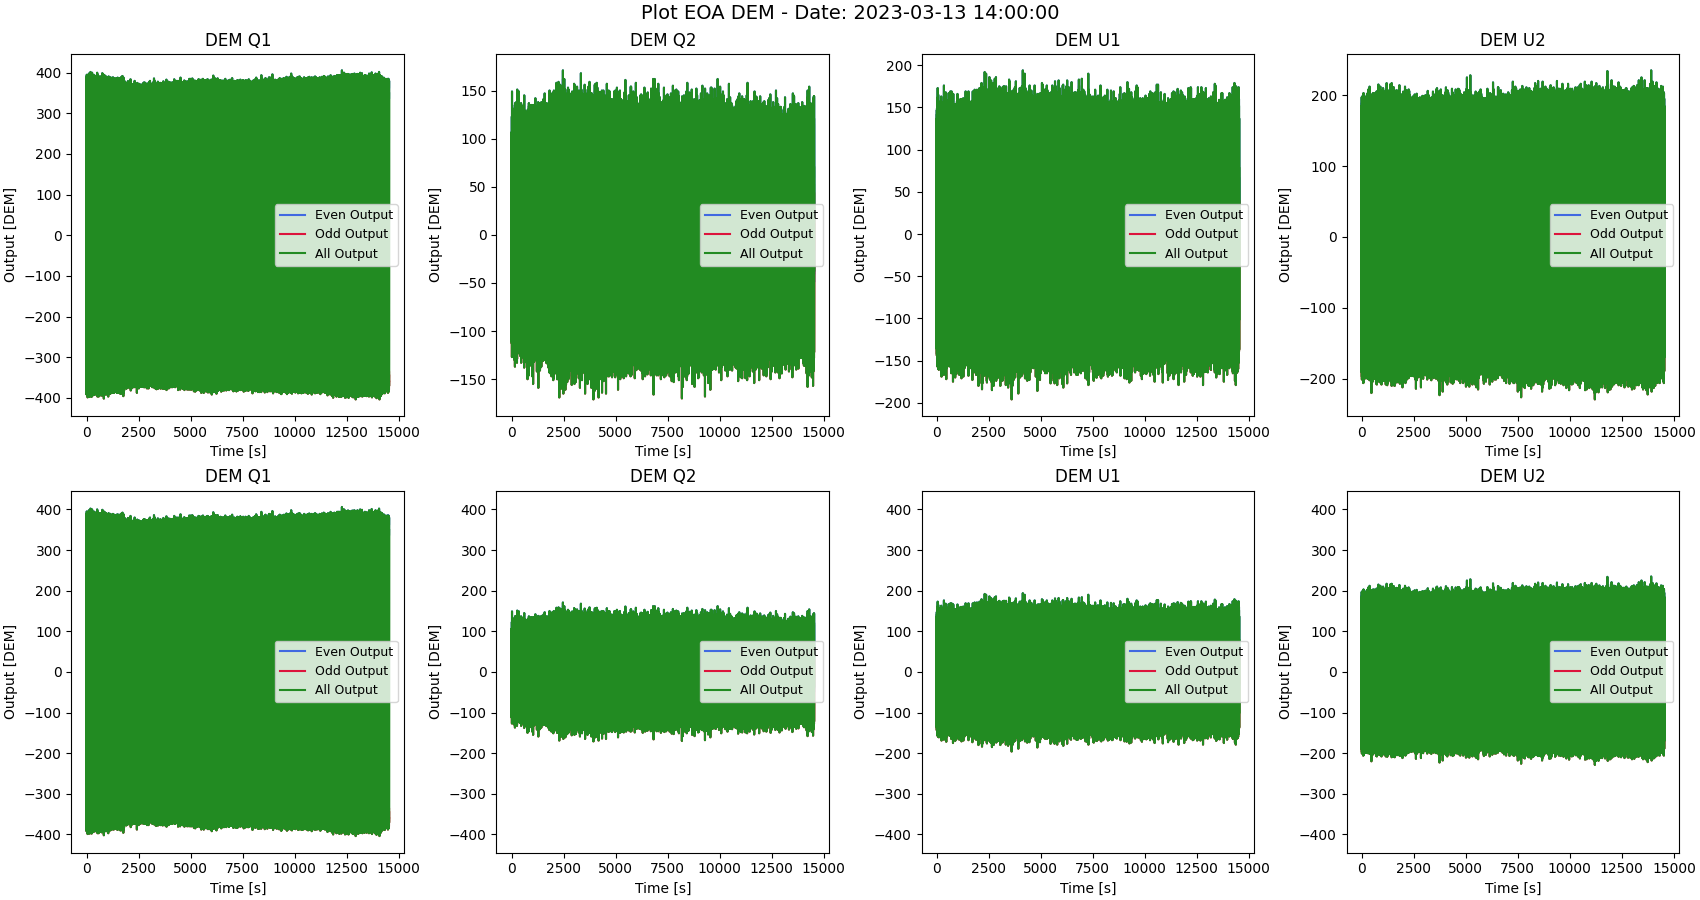 Plot EOA DEM - Date: 2023-03-13 14:00:00
DEM Q1
Output [DEM]
400
300
200
100
0
−100
−200
−300
−400
Even Output
Odd Output
All Output
0 2500 5000 7500 10000 12500 15000
Time [s]
DEM Q2
Output [DEM]
150
100
50
0
−50
−100
−150
Even Output
Odd Output
All Output
0 2500 5000 7500 10000 12500 15000
Time [s]
DEM U1
Output [DEM]
200
150
100
50
0
−50
−100
−150
−200
Even Output
Odd Output
All Output
0 2500 5000 7500 10000 12500 15000
Time [s]
DEM U2
Output [DEM]
200
100
0
−100
−200
Even Output
Odd Output
All Output
0 2500 5000 7500 10000 12500 15000
Time [s]
DEM Q1
Output [DEM]
400
300
200
100
0
−100
−200
−300
−400
Even Output
Odd Output
All Output
0 2500 5000 7500 10000 12500 15000
Time [s]
DEM Q2
Output [DEM]
400
300
200
100
0
−100
−200
−300
−400
Even Output
Odd Output
All Output
0 2500 5000 7500 10000 12500 15000
Time [s]
DEM U1
Output [DEM]
400
300
200
100
0
−100
−200
−300
−400
Even Output
Odd Output
All Output
0 2500 5000 7500 10000 12500 15000
Time [s]
DEM U2
Output [DEM]
400
300
200
100
0
−100
−200
−300
−400
Even Output
Odd Output
All Output
0 2500 5000 7500 10000 12500 15000
Time [s]